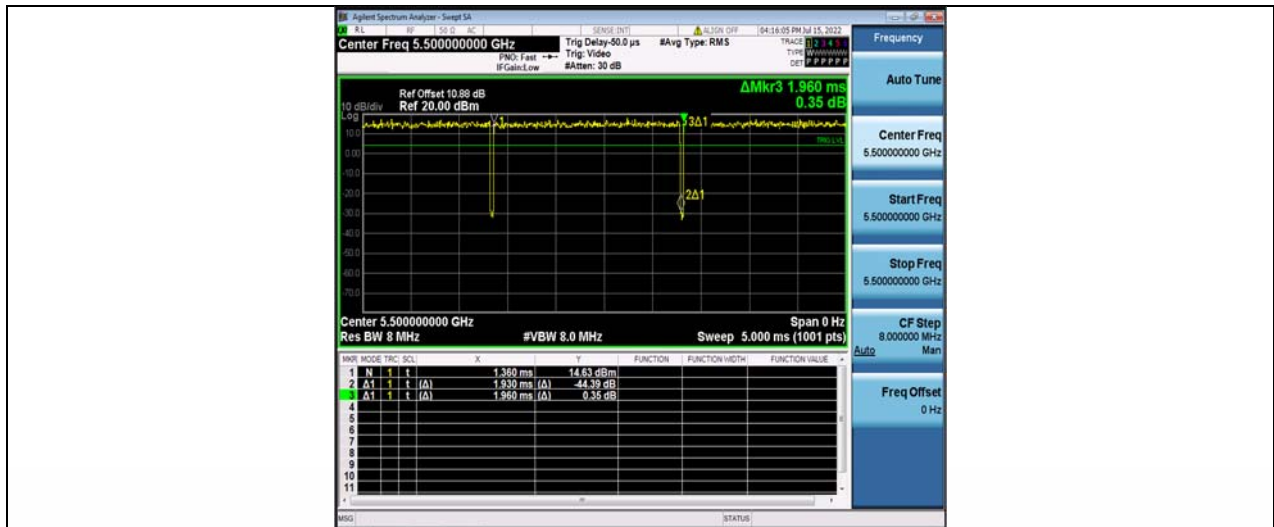 Agilent Spectrum Analyzer - Swept SA
RL RF 50 Ω AC SENSE:INT ALIGN OFF 04:16:05 PM Jul 15, 2022
Center Freq 5.500000000 GHz
PNO: Fast
IFGain:Low
Trig Delay-50.0 µs
Trig: Video
#Atten: 30 dB
#Avg Type: RMS
TRACE 1 2 3 4 5 6
TYPE WWWWWW
DET P P P P P P
Ref Offset 10.88 dB
10 dB/div Ref 20.00 dBm
ΔMkr3 1.960 ms
0.35 dB
Log
10.0
0.00
-10.0
-20.0
-30.0
-40.0
-50.0
-60.0
-70.0
1
3Δ1
TRIG LVL
2Δ1
Center 5.500000000 GHz Span 0 Hz
Res BW 8 MHz #VBW 8.0 MHz Sweep 5.000 ms (1001 pts)
MKR MODE TRC SCL X Y FUNCTION FUNCTION WIDTH FUNCTION VALUE
1 N 1 t 1.360 ms 14.63 dBm
2 Δ1 1 t (Δ) 1.930 ms (Δ) -44.39 dB
3 Δ1 1 t (Δ) 1.960 ms (Δ) 0.35 dB
4
5
6
7
8
9
10
11
MSG STATUS
Frequency
Auto Tune
Center Freq
5.500000000 GHz
Start Freq
5.500000000 GHz
Stop Freq
5.500000000 GHz
CF Step
8.000000 MHz
Auto Man
Freq Offset
0 Hz